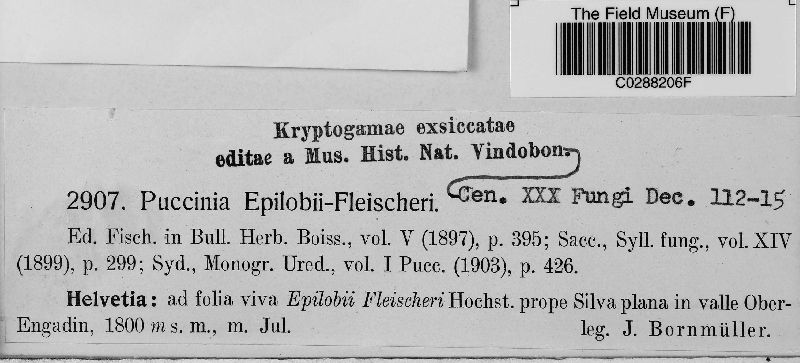 The Field Museum (F)
C0288206F
Kryptogamae exsiccatae
editae a Mus. Hist. Nat. Vindobon.
2907. Puccinia Epilobii-Fleischeri. Cen. XXX Fungi Dec. 112-15
Ed. Fisch. in Bull. Herb. Boiss., vol. V (1897), p. 395; Sacc., Syll. fung., vol. XIV
(1899), p. 299; Syd., Monogr. Ured., vol. I Pucc. (1903), p. 426.
Helvetia: ad folia viva Epilobii Fleischeri Hochst. prope Silva plana in valle Ober-
Engadin, 1800 m s. m., m. Jul. leg. J. Bornmüller.